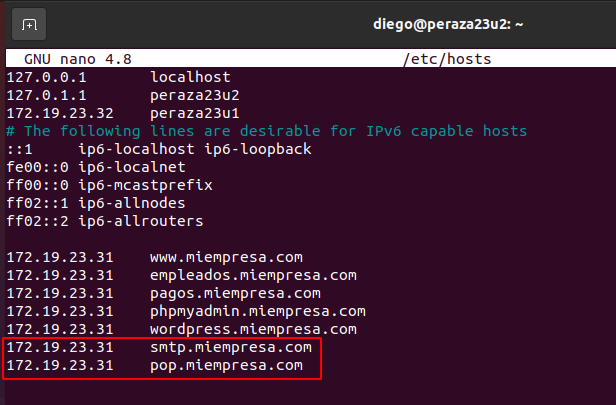 diego@peraza23u2: ~
GNU nano 4.8 /etc/hosts
127.0.0.1 localhost
127.0.1.1 peraza23u2
172.19.23.32 peraza23u1
# The following lines are desirable for IPv6 capable hosts
::1 ip6-localhost ip6-loopback
fe00::0 ip6-localnet
ff00::0 ip6-mcastprefix
ff02::1 ip6-allnodes
ff02::2 ip6-allrouters
172.19.23.31 www.miempresa.com
172.19.23.31 empleados.miempresa.com
172.19.23.31 pagos.miempresa.com
172.19.23.31 phpmyadmin.miempresa.com
172.19.23.31 wordpress.miempresa.com
172.19.23.31 smtp.miempresa.com
172.19.23.31 pop.miempresa.com